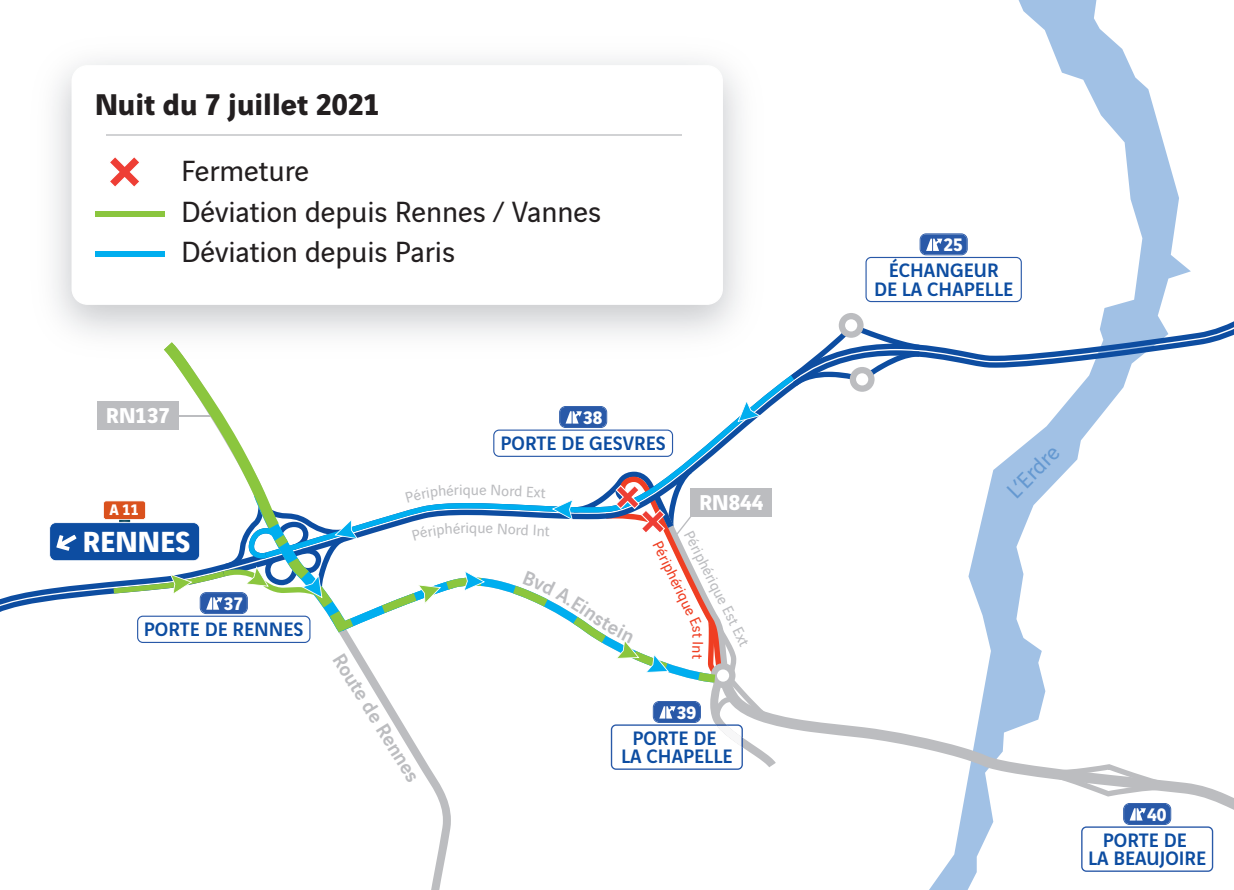 Nuit du 7 juillet 2021
Fermeture
Déviation depuis Rennes / Vannes
Déviation depuis Paris
25
ÉCHANGEUR
DE LA CHAPELLE
RN137
38
PORTE DE GESVRES
L'Erdre
Périphérique Nord Ext
Périphérique Nord Int
RN844
A 11
RENNES
Périphérique Est Ext
Périphérique Est Int
37
PORTE DE RENNES
Bvd A.Einstein
Route de Rennes
39
PORTE DE
LA CHAPELLE
40
PORTE DE
LA BEAUJOIRE